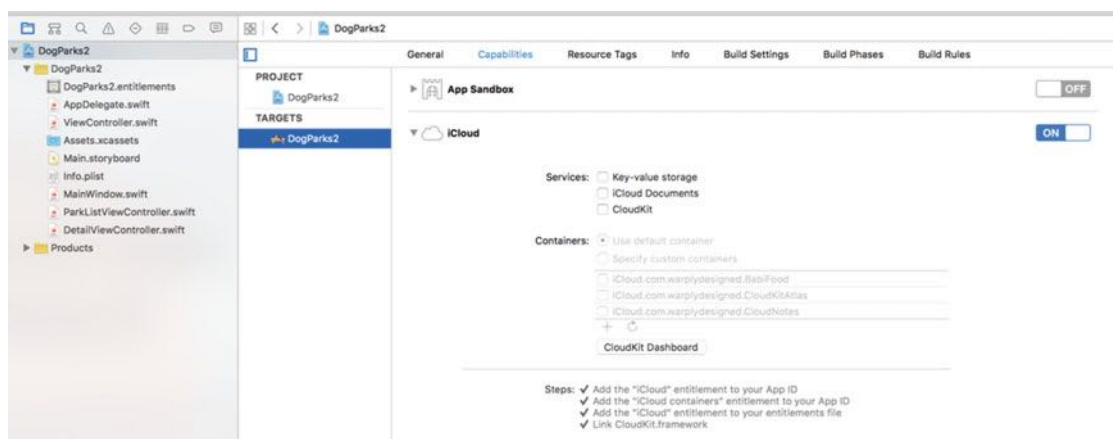 DogParks2
General Capabilities Resource Tags Info Build Settings Build Phases Build Rules
DogParks2
DogParks2
DogParks2.entitlements
AppDelegate.swift
ViewController.swift
Assets.xcassets
Main.storyboard
Info.plist
MainWindow.swift
ParkListViewController.swift
DetailViewController.swift
Products
PROJECT
DogParks2
TARGETS
DogParks2
App Sandbox
OFF
iCloud
ON
Services: Key-value storage
iCloud Documents
CloudKit
Containers: Use default container
Specify custom containers
iCloud.com.warplydesigned.BabiFood
iCloud.com.warplydesigned.CloudKitAtlas
iCloud.com.warplydesigned.CloudNotes
CloudKit Dashboard
Steps: ✓ Add the "iCloud" entitlement to your App ID
✓ Add the "iCloud containers" entitlement to your App ID
✓ Add the "iCloud" entitlement to your entitlements file
✓ Link CloudKit.framework